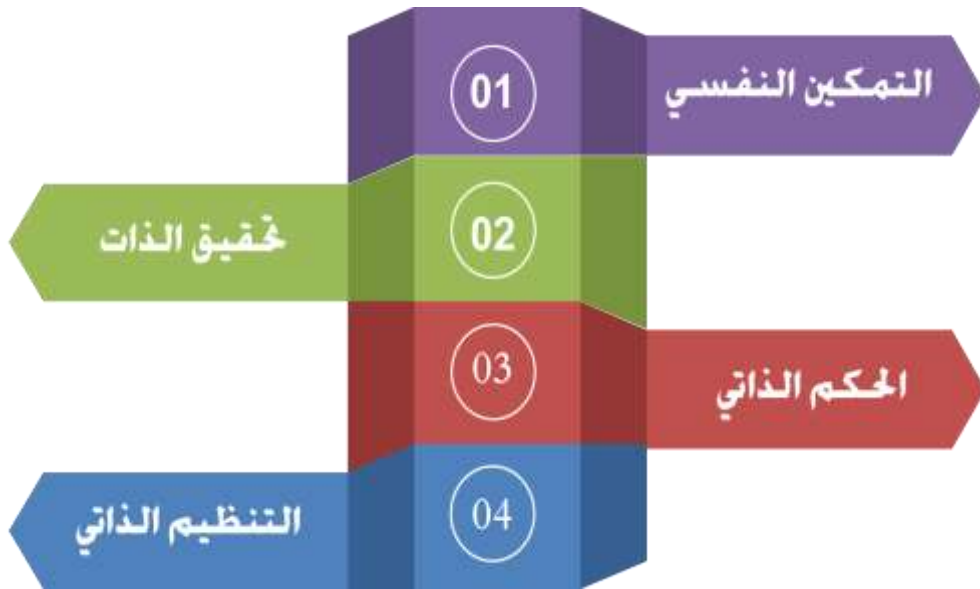 01
التمكين النفسي
02
تحقيق الذات
03
الحكم الذاتي
04
التنظيم الذاتي